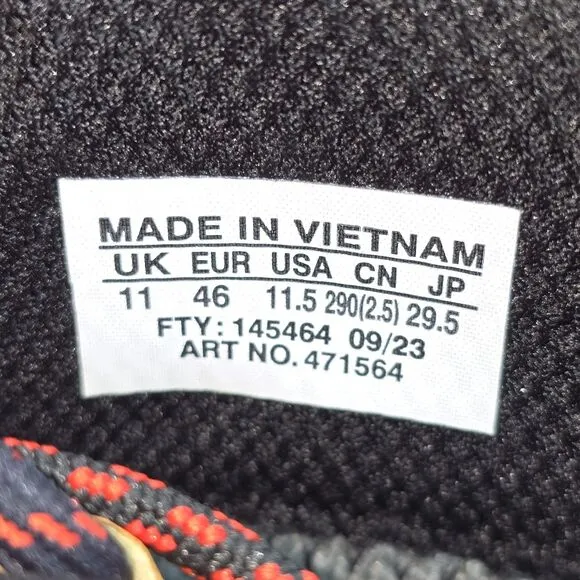 MADE IN VIETNAM
UK EUR USA CN JP
11 46 11.5 290(2.5) 29.5
FTY: 145464 09/23
ART NO. 471564